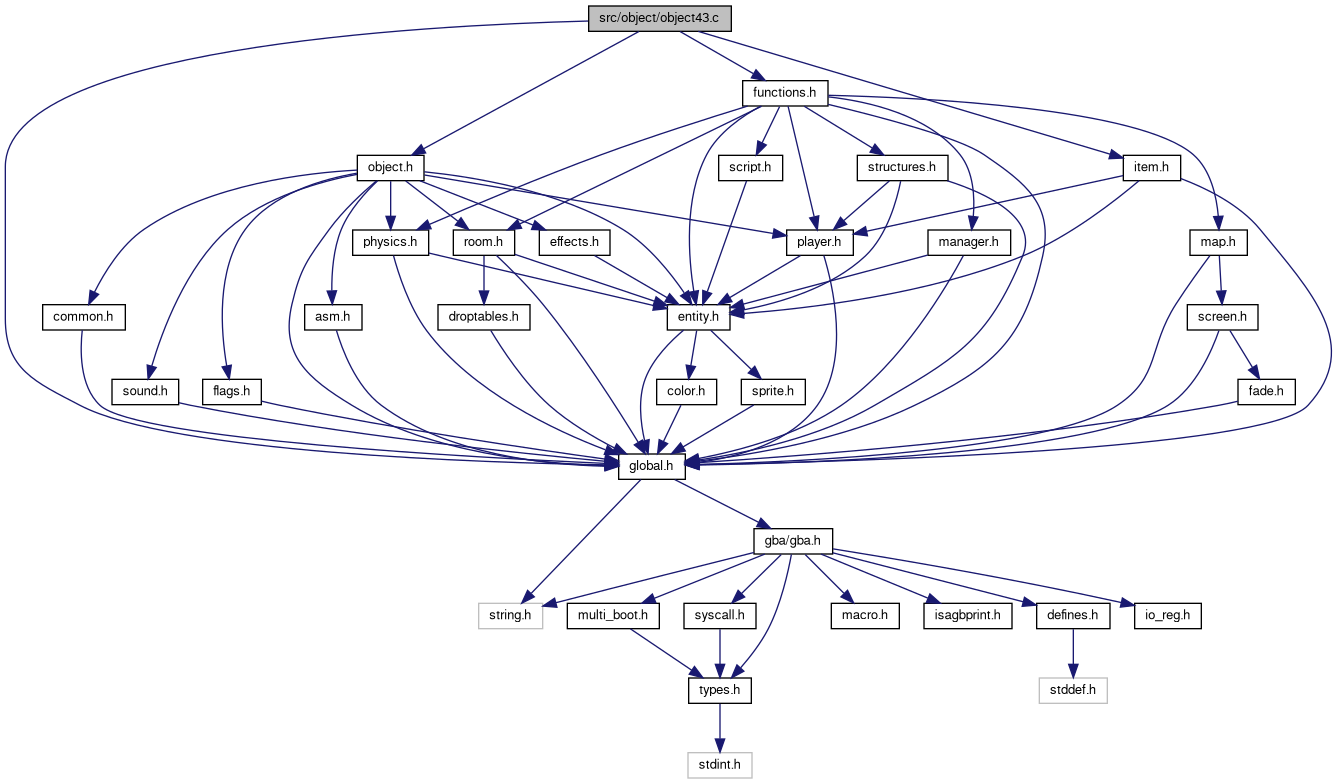 src/object/object43.c
functions.h
object.h
script.h
structures.h
item.h
physics.h
room.h
effects.h
player.h
manager.h
map.h
common.h
asm.h
droptables.h
entity.h
screen.h
sound.h
flags.h
color.h
sprite.h
fade.h
global.h
gba/gba.h
string.h
multi_boot.h
syscall.h
macro.h
isagbprint.h
defines.h
io_reg.h
types.h
stddef.h
stdint.h